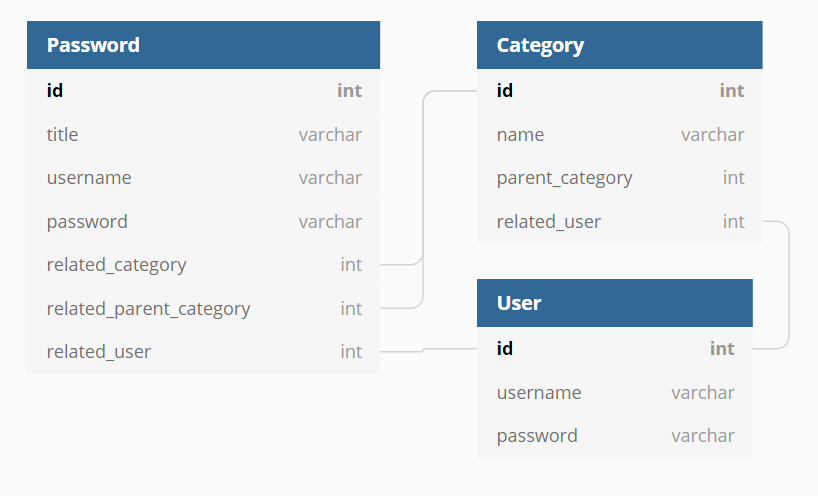 Password
id int
title varchar
username varchar
password varchar
related_category int
related_parent_category int
related_user int
Category
id int
name varchar
parent_category int
related_user int
User
id int
username varchar
password varchar